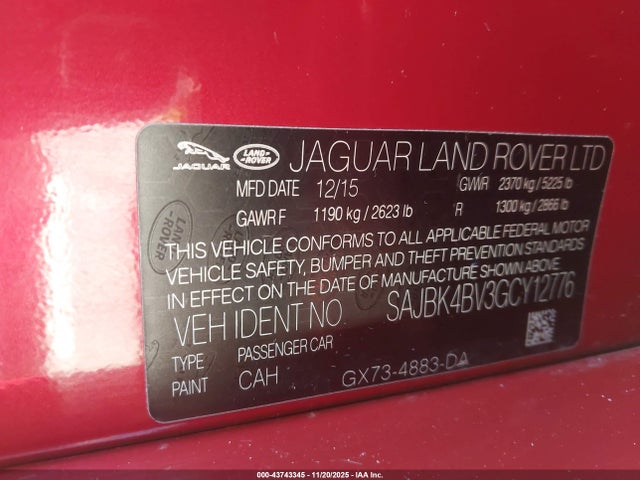 JAGUAR LAND-ROVER JAGUAR LAND ROVER LTD
MFD DATE 12/15 GVWR 2370 kg / 5225 lb
GAWR F 1190 kg / 2623 lb R 1300 kg / 2866 lb
THIS VEHICLE CONFORMS TO ALL APPLICABLE FEDERAL MOTOR
VEHICLE SAFETY, BUMPER AND THEFT PREVENTION STANDARDS
IN EFFECT ON THE DATE OF MANUFACTURE SHOWN ABOVE.
VEH IDENT NO. SAJBK4BV3GCY12776
TYPE PASSENGER CAR
PAINT CAH GX73-4883-DA
000-43743345 - 11/20/2025 - IAA Inc.